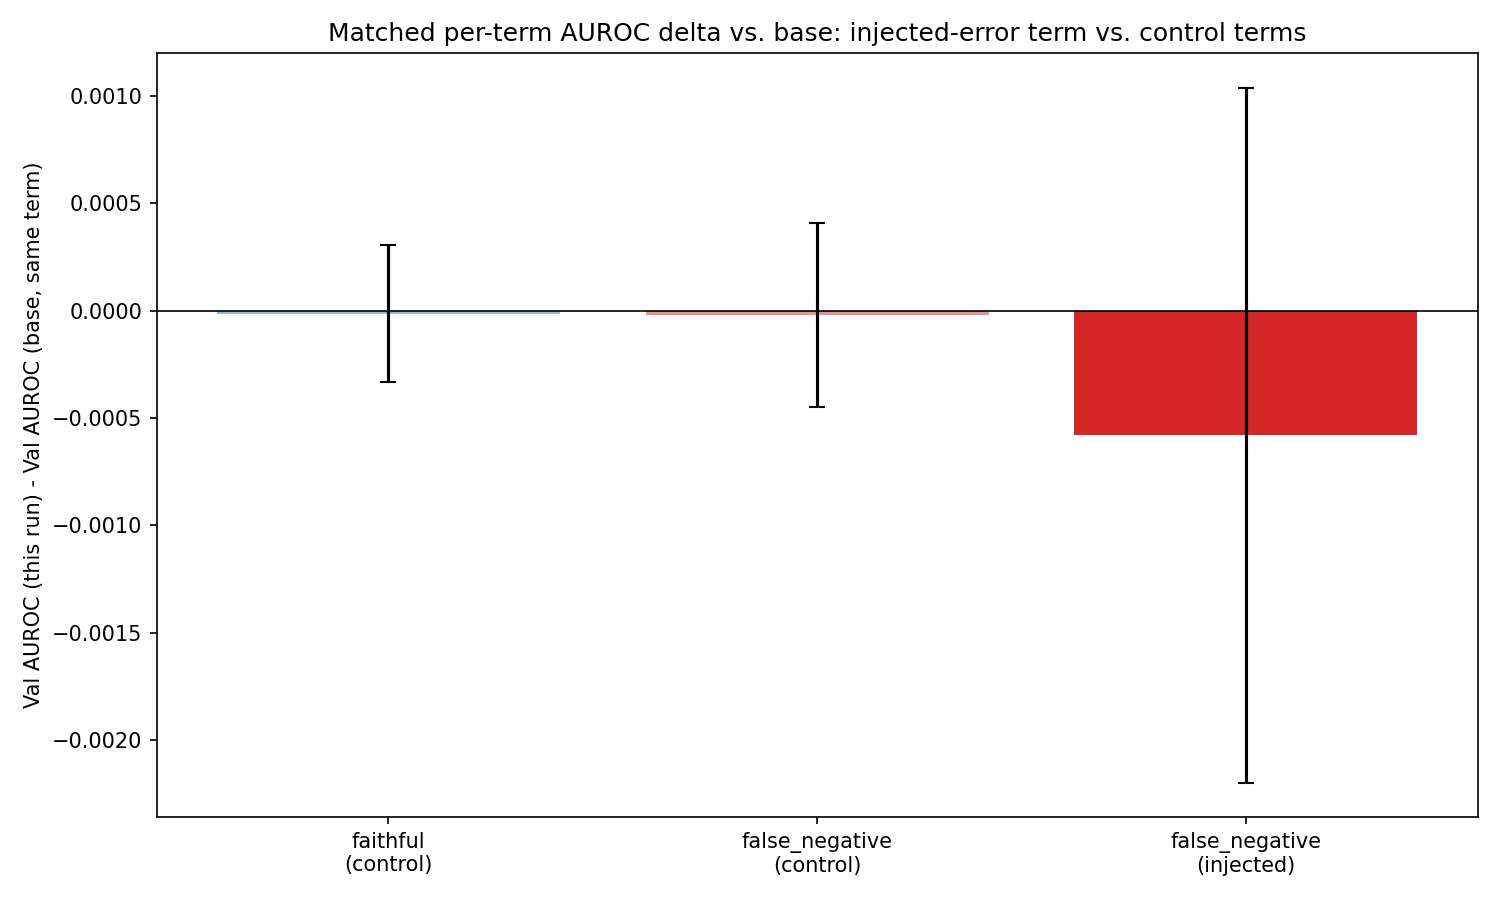 Matched per-term AUROC delta vs. base: injected-error term vs. control terms
Val AUROC (this run) - Val AUROC (base, same term)
0.0010
0.0005
0.0000
−0.0005
−0.0010
−0.0015
−0.0020
faithful
(control)
false_negative
(control)
false_negative
(injected)